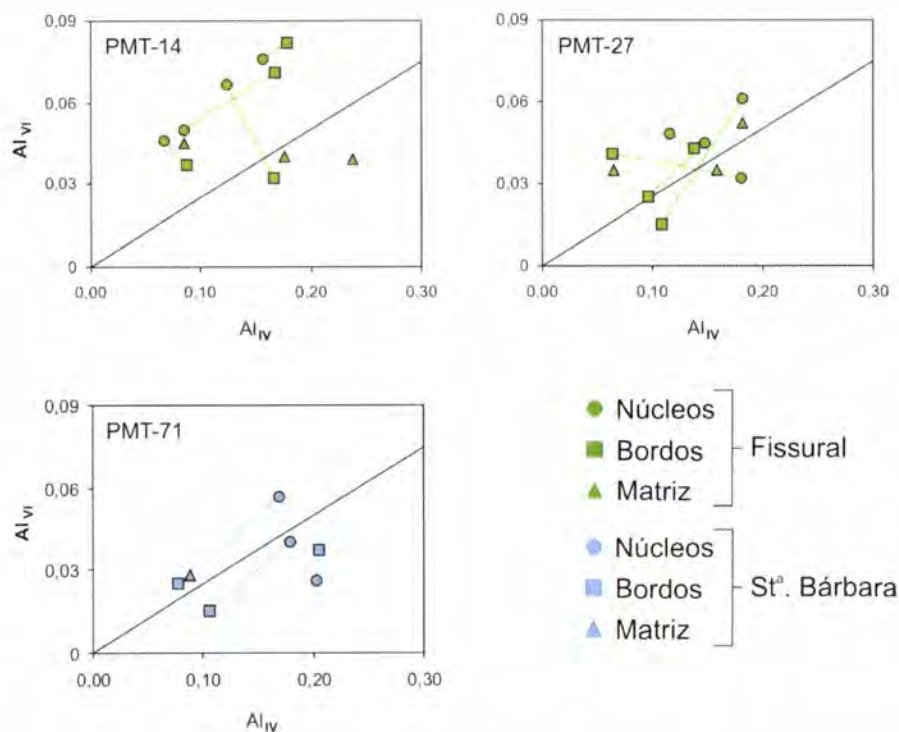 0,09
PMT-14
0,06
Al VI
0,03
0
0,00 0,10 0,20 0,30
Al IV
0,09
PMT-27
0,06
Al VI
0,03
0
0,00 0,10 0,20 0,30
Al IV
0,09
PMT-71
0,06
Al VI
0,03
0
0,00 0,10 0,20 0,30
Al IV
Núcleos
Bordos
Matriz
Fissural
Núcleos
Bordos
Matriz
Stª. Bárbara